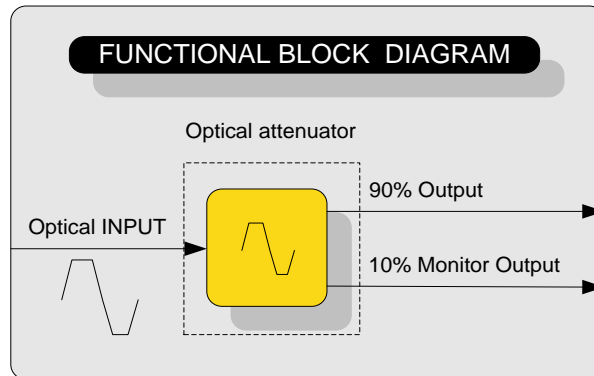 FUNCTIONAL BLOCK DIAGRAM
Optical attenuator
90% Output
Optical INPUT
10% Monitor Output